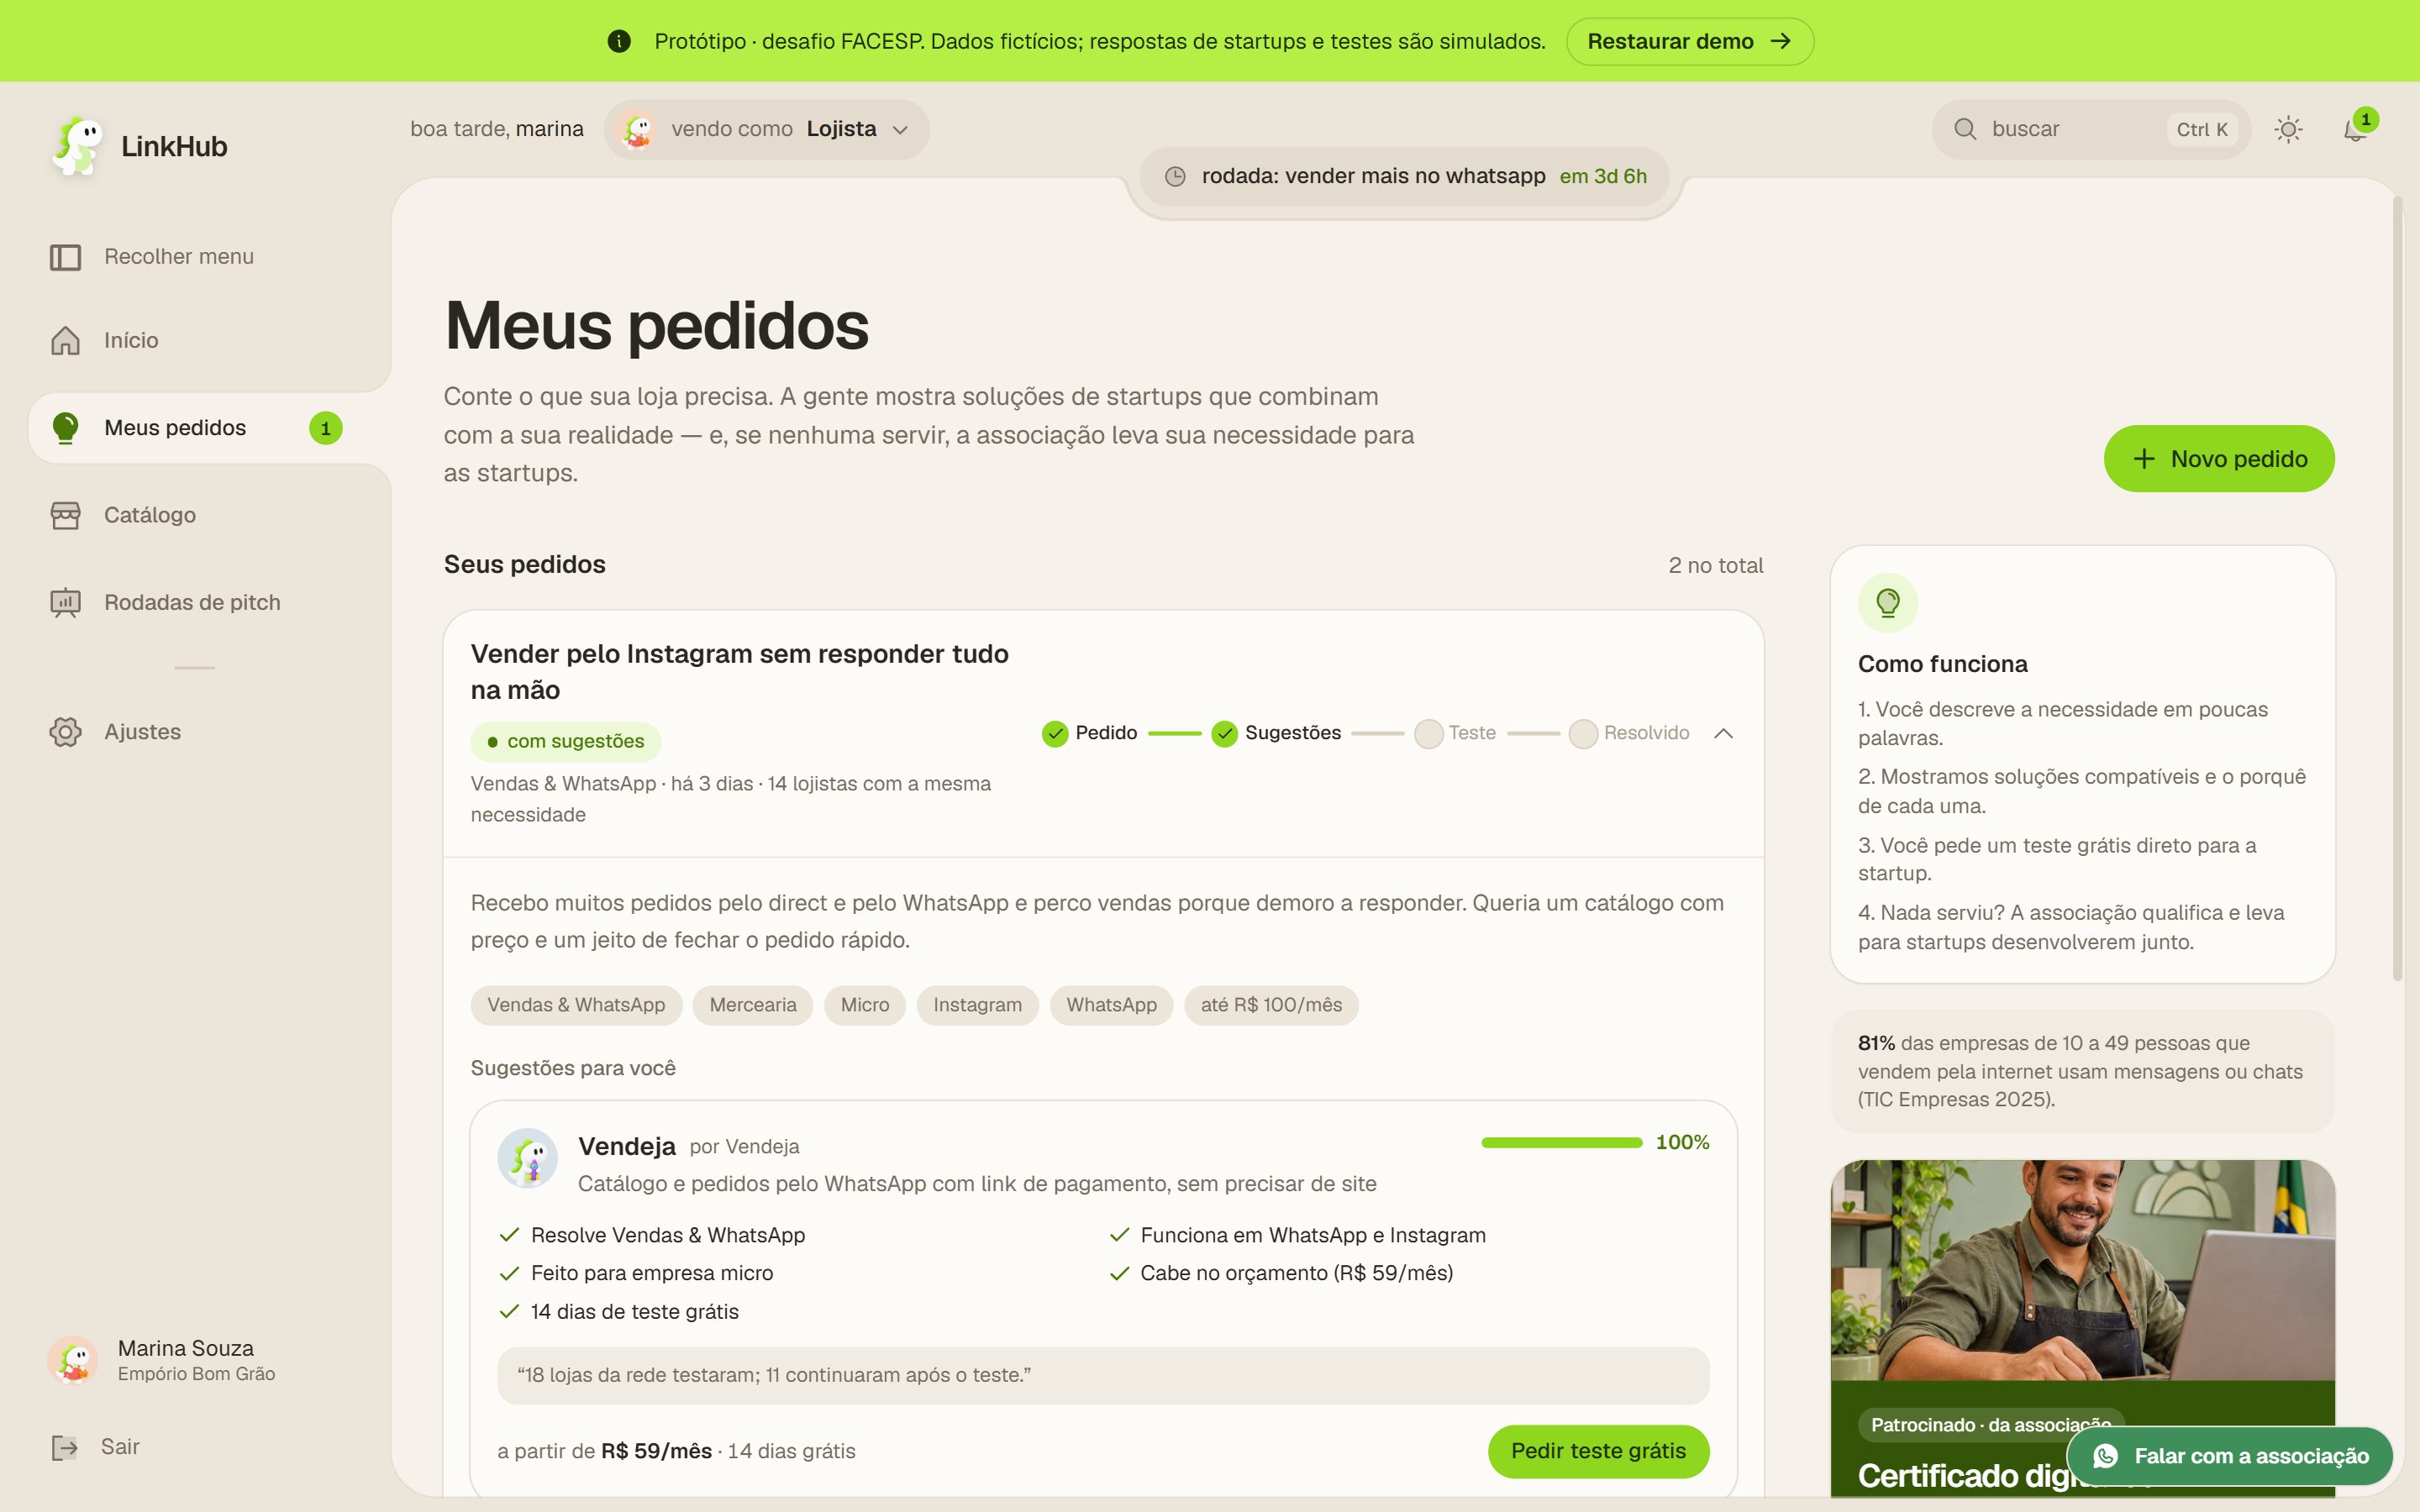 Protótipo · desafio FACESP. Dados fictícios; respostas de startups e testes são simulados.
Restaurar demo
LinkHub
boa tarde, marina
vendo como Lojista
buscar
Ctrl K
1
rodada: vender mais no whatsapp em 3d 6h
Recolher menu
Início
Meus pedidos
1
Catálogo
Rodadas de pitch
Ajustes
Marina Souza
Empório Bom Grão
Sair
Meus pedidos
Conte o que sua loja precisa. A gente mostra soluções de startups que combinam
com a sua realidade — e, se nenhuma servir, a associação leva sua necessidade para
as startups.
Novo pedido
Seus pedidos
2 no total
Vender pelo Instagram sem responder tudo
na mão
com sugestões
Vendas & WhatsApp · há 3 dias · 14 lojistas com a mesma
necessidade
Pedido
Sugestões
Teste
Resolvido
Recebo muitos pedidos pelo direct e pelo WhatsApp e perco vendas porque demoro a responder. Queria um catálogo com
preço e um jeito de fechar o pedido rápido.
Vendas & WhatsApp
Mercearia
Micro
Instagram
WhatsApp
até R$ 100/mês
Sugestões para você
Vendeja por Vendeja
100%
Catálogo e pedidos pelo WhatsApp com link de pagamento, sem precisar de site
Resolve Vendas & WhatsApp
Funciona em WhatsApp e Instagram
Feito para empresa micro
Cabe no orçamento (R$ 59/mês)
14 dias de teste grátis
“18 lojas da rede testaram; 11 continuaram após o teste.”
a partir de R$ 59/mês · 14 dias grátis
Pedir teste grátis
Como funciona
1. Você descreve a necessidade em poucas
palavras.
2. Mostramos soluções compatíveis e o porquê
de cada uma.
3. Você pede um teste grátis direto para a
startup.
4. Nada serviu? A associação qualifica e leva
para startups desenvolverem junto.
81% das empresas de 10 a 49 pessoas que
vendem pela internet usam mensagens ou chats
(TIC Empresas 2025).
Patrocinado · da associação
Certificado
Falar com a associação